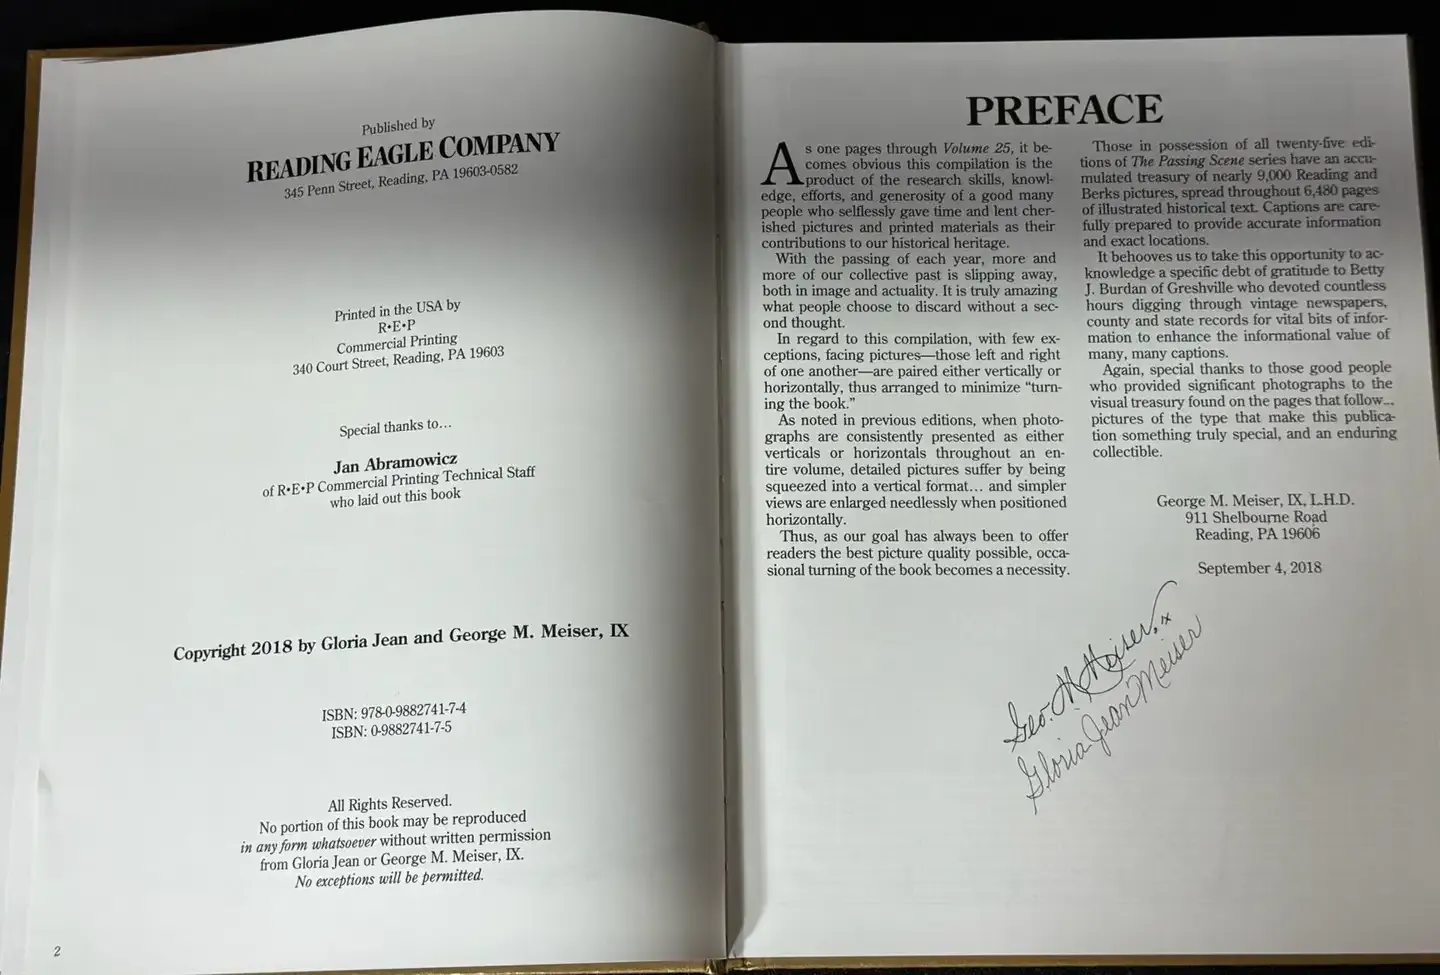 Published by
READING EAGLE COMPANY
345 Penn Street, Reading, PA 19603-0582
Printed in the USA by
R•E•P
Commercial Printing
340 Court Street, Reading, PA 19603
Special thanks to...
Jan Abramowicz
of R•E•P Commercial Printing Technical Staff
who laid out this book
Copyright 2018 by Gloria Jean and George M. Meiser, IX
ISBN: 978-0-9882741-7-4
ISBN: 0-9882741-7-5
All Rights Reserved.
No portion of this book may be reproduced
in any form whatsoever without written permission
from Gloria Jean or George M. Meiser, IX.
No exceptions will be permitted.
2
PREFACE
As one pages through Volume 25, it be-
comes obvious this compilation is the
product of the research skills, knowl-
edge, efforts, and generosity of a good many
people who selflessly gave time and lent cher-
ished pictures and printed materials as their
contributions to our historical heritage.
With the passing of each year, more and
more of our collective past is slipping away,
both in image and actuality. It is truly amazing
what people choose to discard without a sec-
ond thought.
In regard to this compilation, with few ex-
ceptions, facing pictures—those left and right
of one another—are paired either vertically or
horizontally, thus arranged to minimize “turn-
ing the book.”
As noted in previous editions, when photo-
graphs are consistently presented as either
verticals or horizontals throughout an en-
tire volume, detailed pictures suffer by being
squeezed into a vertical format... and simpler
views are enlarged needlessly when positioned
horizontally.
Thus, as our goal has always been to offer
readers the best picture quality possible, occa-
sional turning of the book becomes a necessity.
Those in possession of all twenty-five edi-
tions of The Passing Scene series have an accu-
mulated treasury of nearly 9,000 Reading and
Berks pictures, spread throughout 6,480 pages
of illustrated historical text. Captions are care-
fully prepared to provide accurate information
and exact locations.
It behooves us to take this opportunity to ac-
knowledge a specific debt of gratitude to Betty
J. Burdan of Greshville who devoted countless
hours digging through vintage newspapers,
county and state records for vital bits of infor-
mation to enhance the informational value of
many, many captions.
Again, special thanks to those good people
who provided significant photographs to the
visual treasury found on the pages that follow...
pictures of the type that make this publica-
tion something truly special, and an enduring
collectible.
George M. Meiser, IX, L.H.D.
911 Shelbourne Road
Reading, PA 19606
September 4, 2018
Geo. M. Meiser, IX
Gloria Jean Meiser